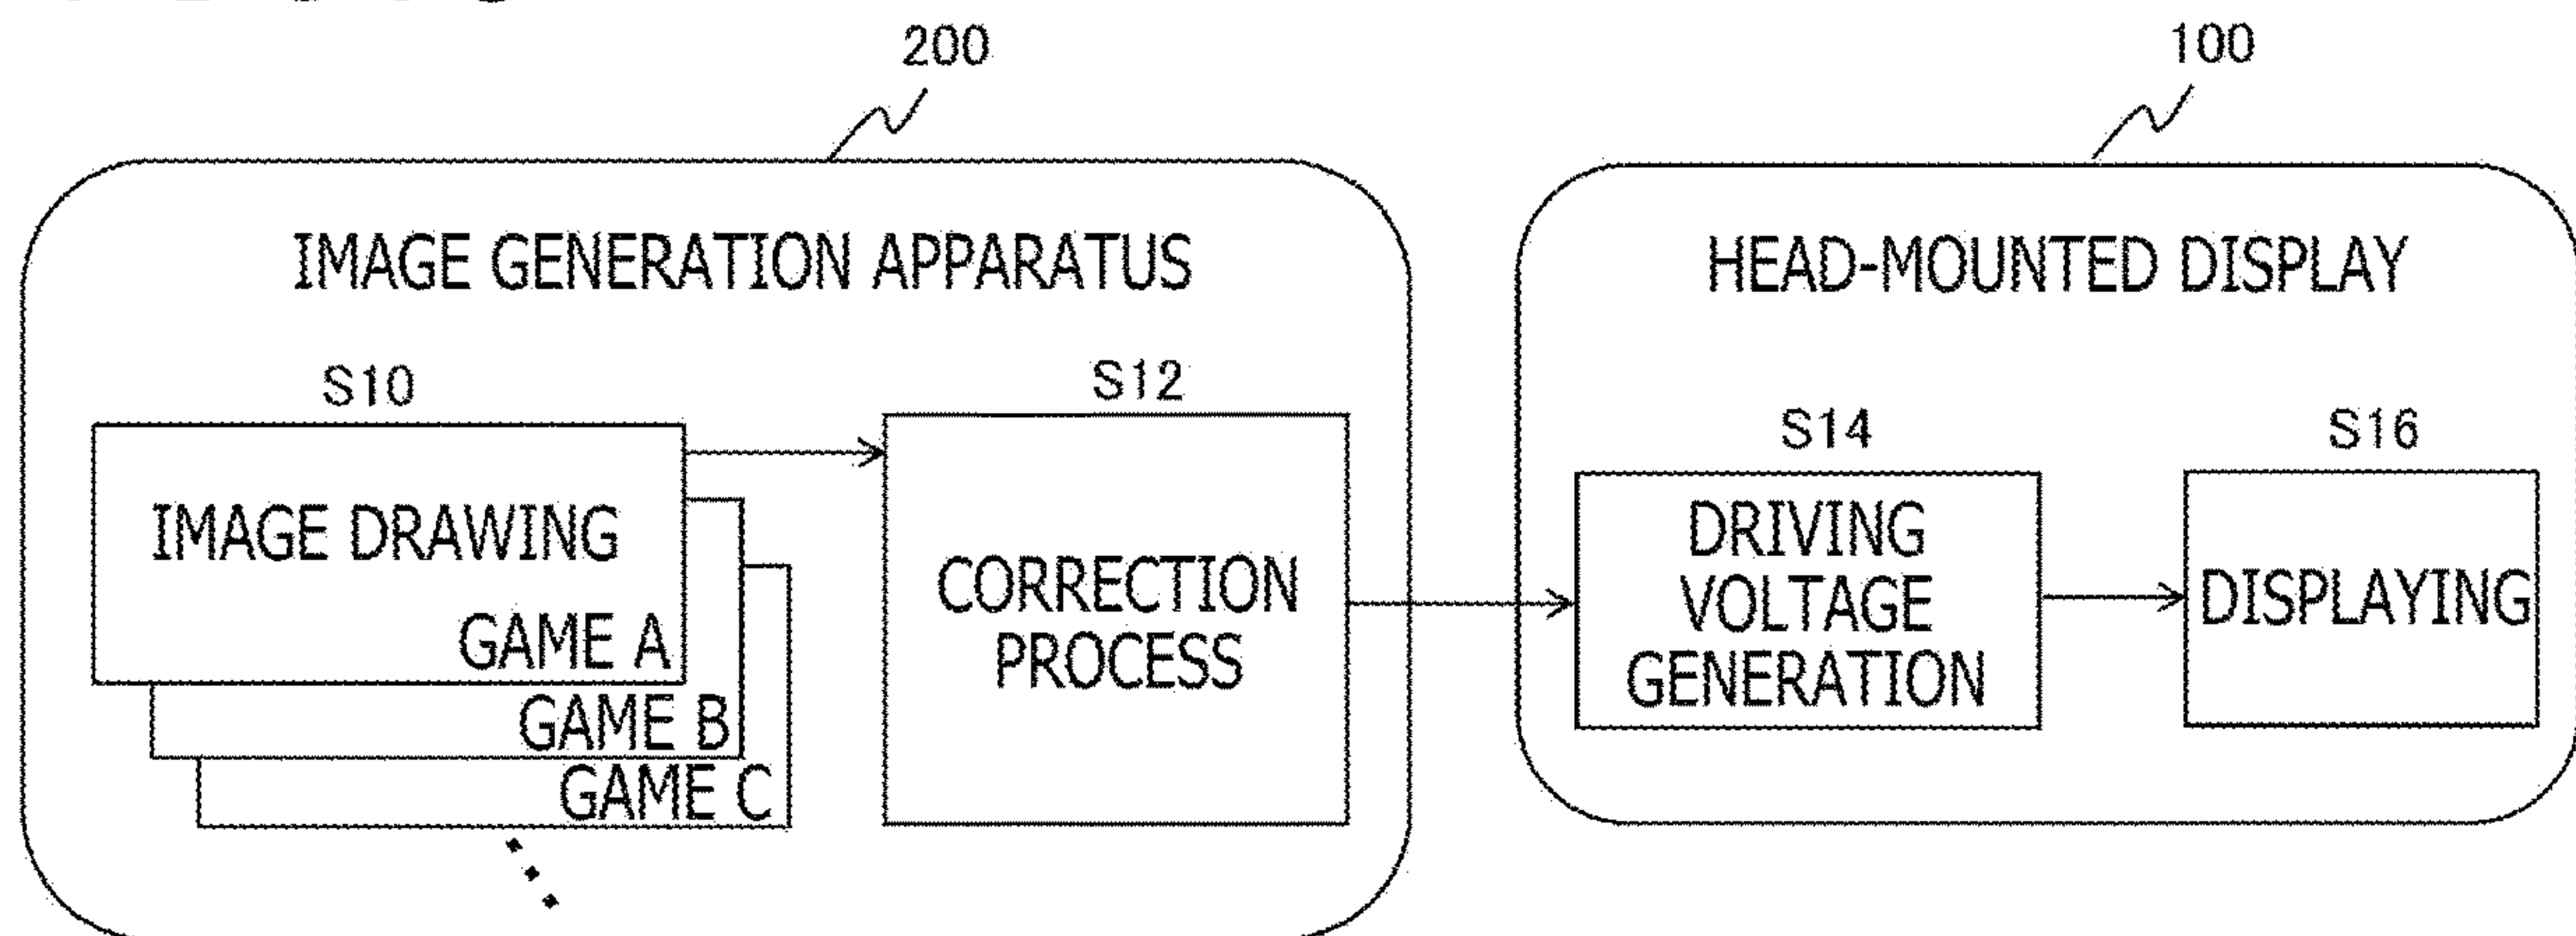 200
100
IMAGE GENERATION APPARATUS
HEAD-MOUNTED DISPLAY
S10
S12
S14
S16
IMAGE DRAWING
GAME A
GAME B
GAME C
CORRECTION
PROCESS
DRIVING
VOLTAGE
GENERATION
DISPLAYING